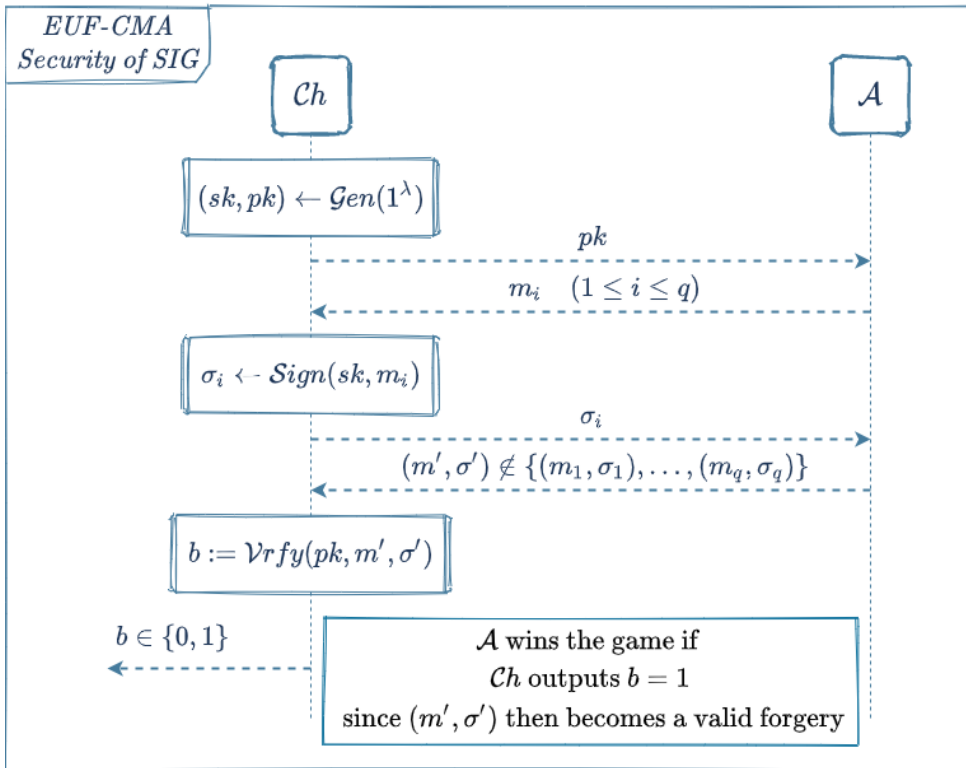 EUF-CMA
Security of SIG
𝒞h
𝒜
(sk, pk) ← 𝒢en(1^λ)
pk
m_i (1 ≤ i ≤ q)
σ_i ← 𝒮ign(sk, m_i)
σ_i
(m′, σ′) ∉ {(m_1, σ_1), …, (m_q, σ_q)}
b := 𝒱rfy(pk, m′, σ′)
b ∈ {0, 1}
𝒜 wins the game if
𝒞h outputs b = 1
since (m′, σ′) then becomes a valid forgery